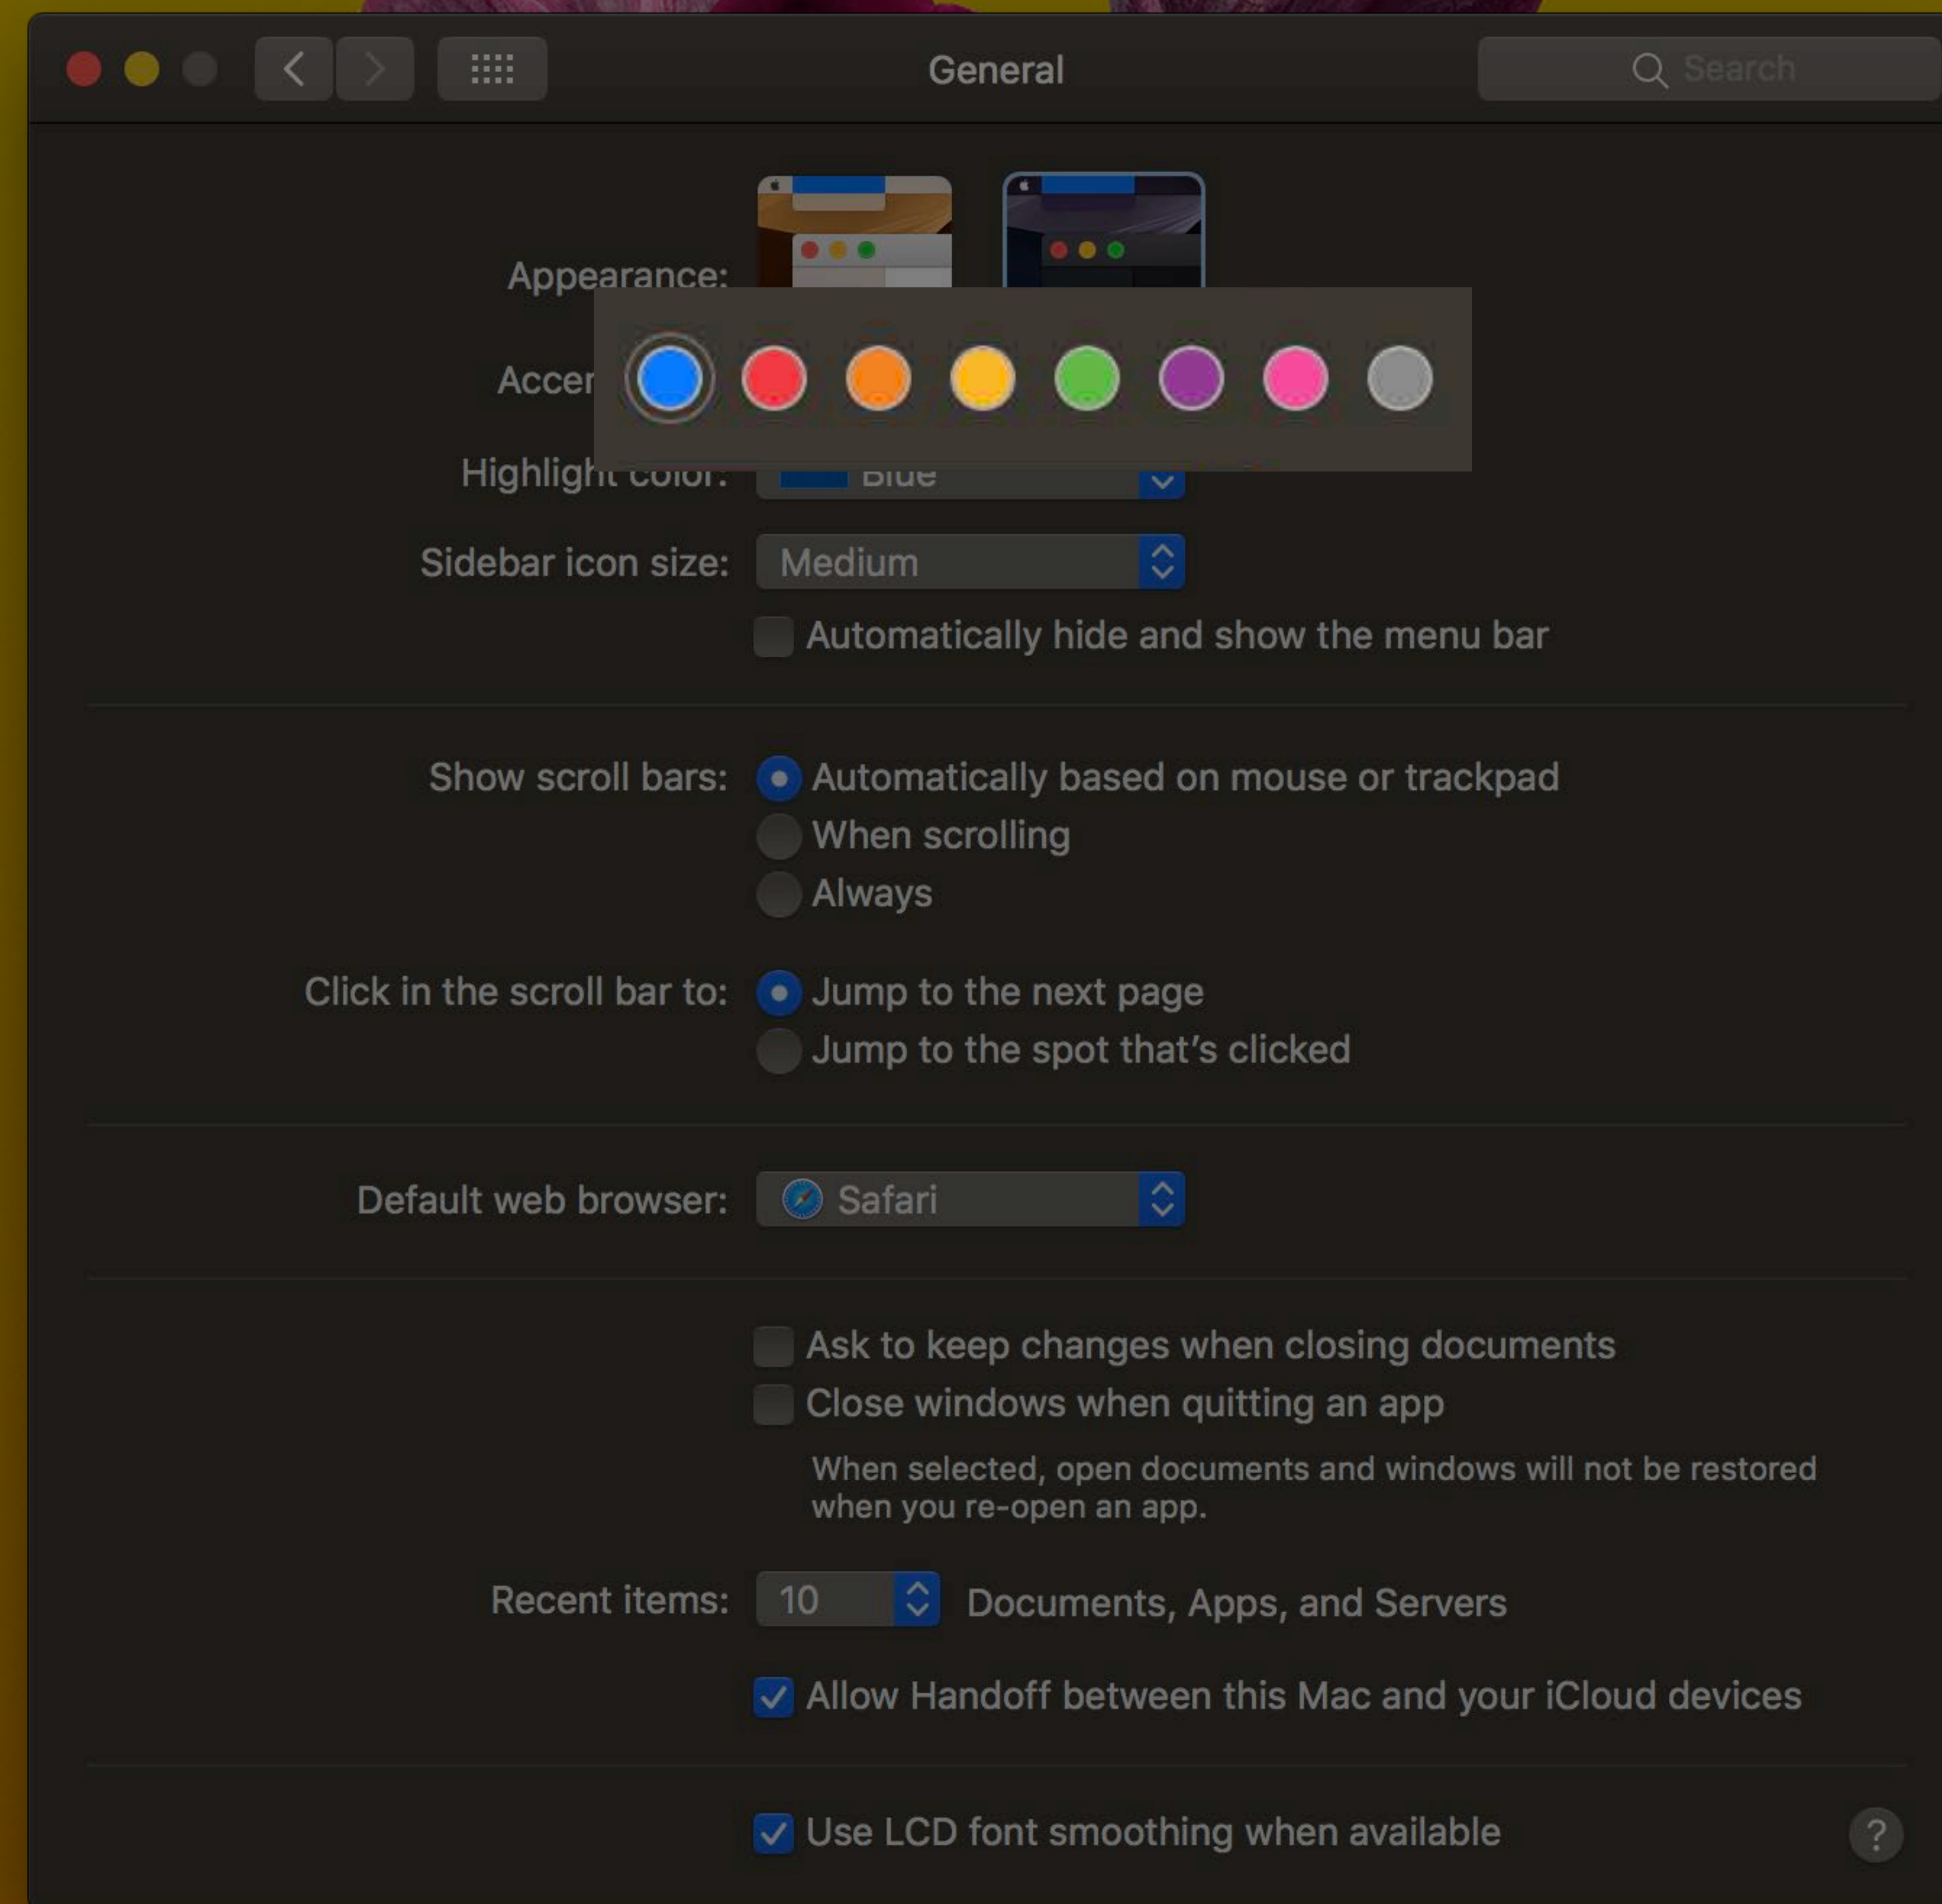 General
Search
Appearance:
Accen
Highlight color: Blue
Sidebar icon size: Medium
Automatically hide and show the menu bar
Show scroll bars: Automatically based on mouse or trackpad
When scrolling
Always
Click in the scroll bar to: Jump to the next page
Jump to the spot that’s clicked
Default web browser: Safari
Ask to keep changes when closing documents
Close windows when quitting an app
When selected, open documents and windows will not be restored
when you re-open an app.
Recent items: 10 Documents, Apps, and Servers
Allow Handoff between this Mac and your iCloud devices
Use LCD font smoothing when available
?